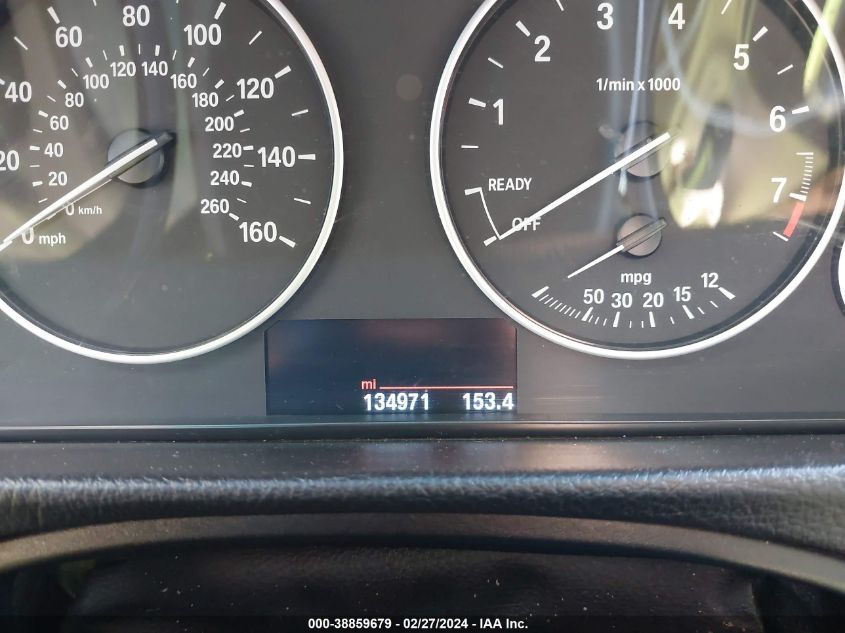 20 40 60 80 100 120 140 160
20 40 60 80 100 120 140 160 180 200 220 240 260
0 km/h
0 mph
1 2 3 4 5 6 7
1/min x 1000
READY
OFF
mpg
50 30 20 15 12
mi
134971 153.4
000-38859679 - 02/27/2024 - IAA Inc.